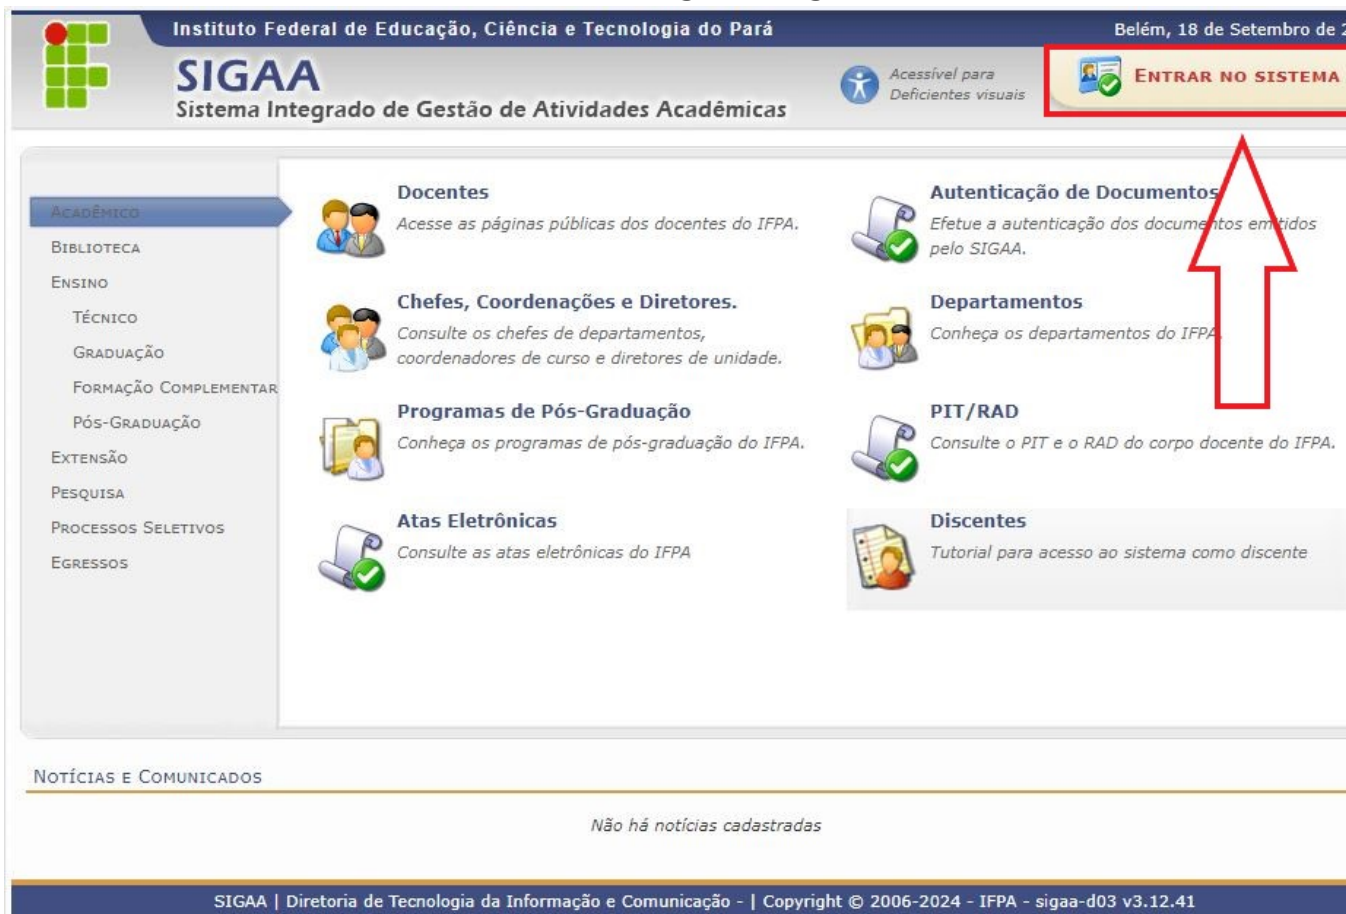 Instituto Federal de Educação, Ciência e Tecnologia do Pará
Belém, 18 de Setembro de 2
SIGAA
Sistema Integrado de Gestão de Atividades Acadêmicas
Acessível para
Deficientes visuais
ENTRAR NO SISTEMA
ACADÊMICO
BIBLIOTECA
ENSINO
TÉCNICO
GRADUAÇÃO
FORMAÇÃO COMPLEMENTAR
PÓS-GRADUAÇÃO
EXTENSÃO
PESQUISA
PROCESSOS SELETIVOS
EGRESSOS
Docentes
Acesse as páginas públicas dos docentes do IFPA.
Autenticação de Documentos
Efetue a autenticação dos documentos emitidos
pelo SIGAA.
Chefes, Coordenações e Diretores.
Consulte os chefes de departamentos,
coordenadores de curso e diretores de unidade.
Departamentos
Conheça os departamentos do IFPA.
Programas de Pós-Graduação
Conheça os programas de pós-graduação do IFPA.
PIT/RAD
Consulte o PIT e o RAD do corpo docente do IFPA.
Atas Eletrônicas
Consulte as atas eletrônicas do IFPA
Discentes
Tutorial para acesso ao sistema como discente
NOTÍCIAS E COMUNICADOS
Não há notícias cadastradas
SIGAA | Diretoria de Tecnologia da Informação e Comunicação - | Copyright © 2006-2024 - IFPA - sigaa-d03 v3.12.41